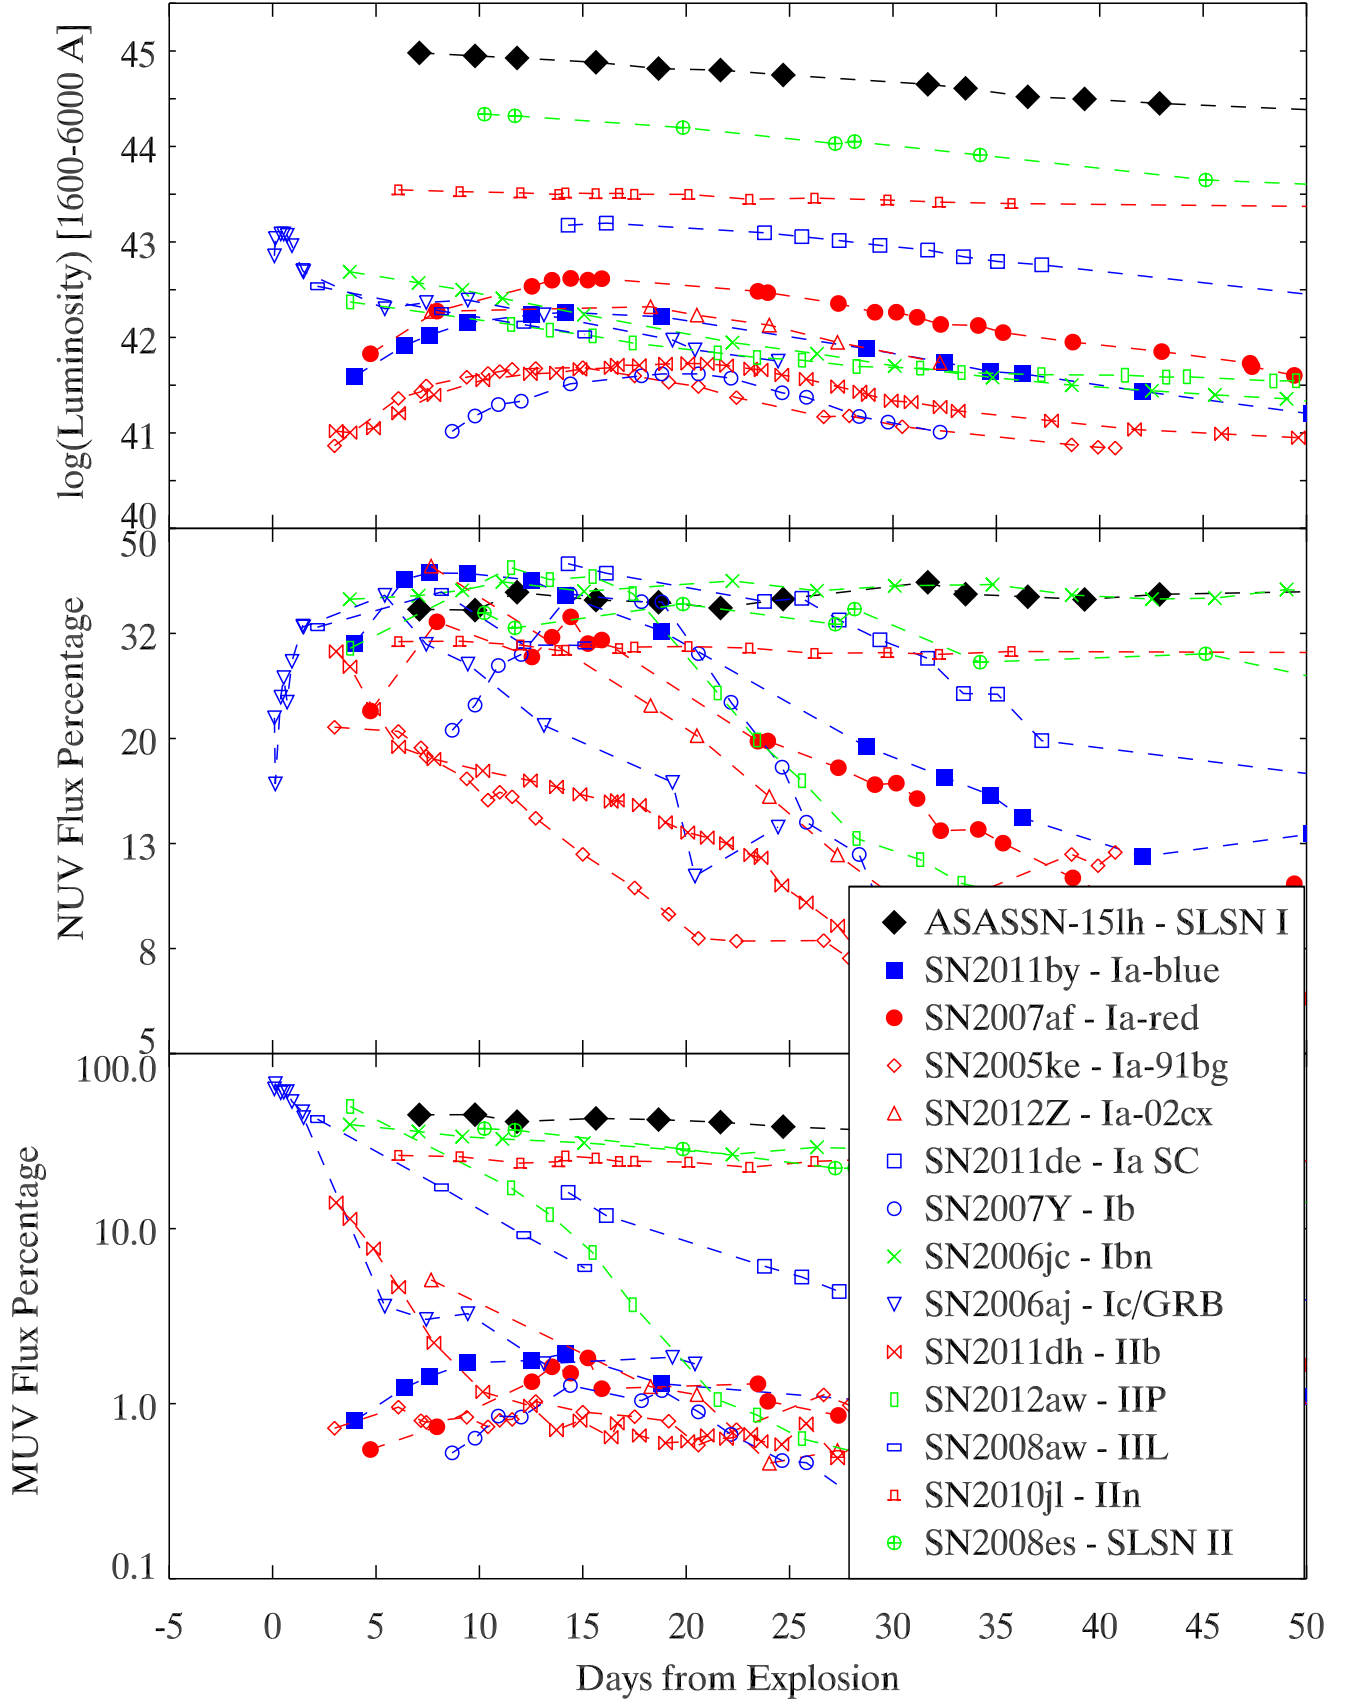 log(Luminosity) [1600-6000 A]
45
44
43
42
41
40
NUV Flux Percentage
50
32
20
13
8
5
MUV Flux Percentage
100.0
10.0
1.0
0.1
ASASSN-15lh - SLSN I
SN2011by - Ia-blue
SN2007af - Ia-red
SN2005ke - Ia-91bg
SN2012Z - Ia-02cx
SN2011de - Ia SC
SN2007Y - Ib
SN2006jc - Ibn
SN2006aj - Ic/GRB
SN2011dh - IIb
SN2012aw - IIP
SN2008aw - IIL
SN2010jl - IIn
SN2008es - SLSN II
-5 0 5 10 15 20 25 30 35 40 45 50
Days from Explosion